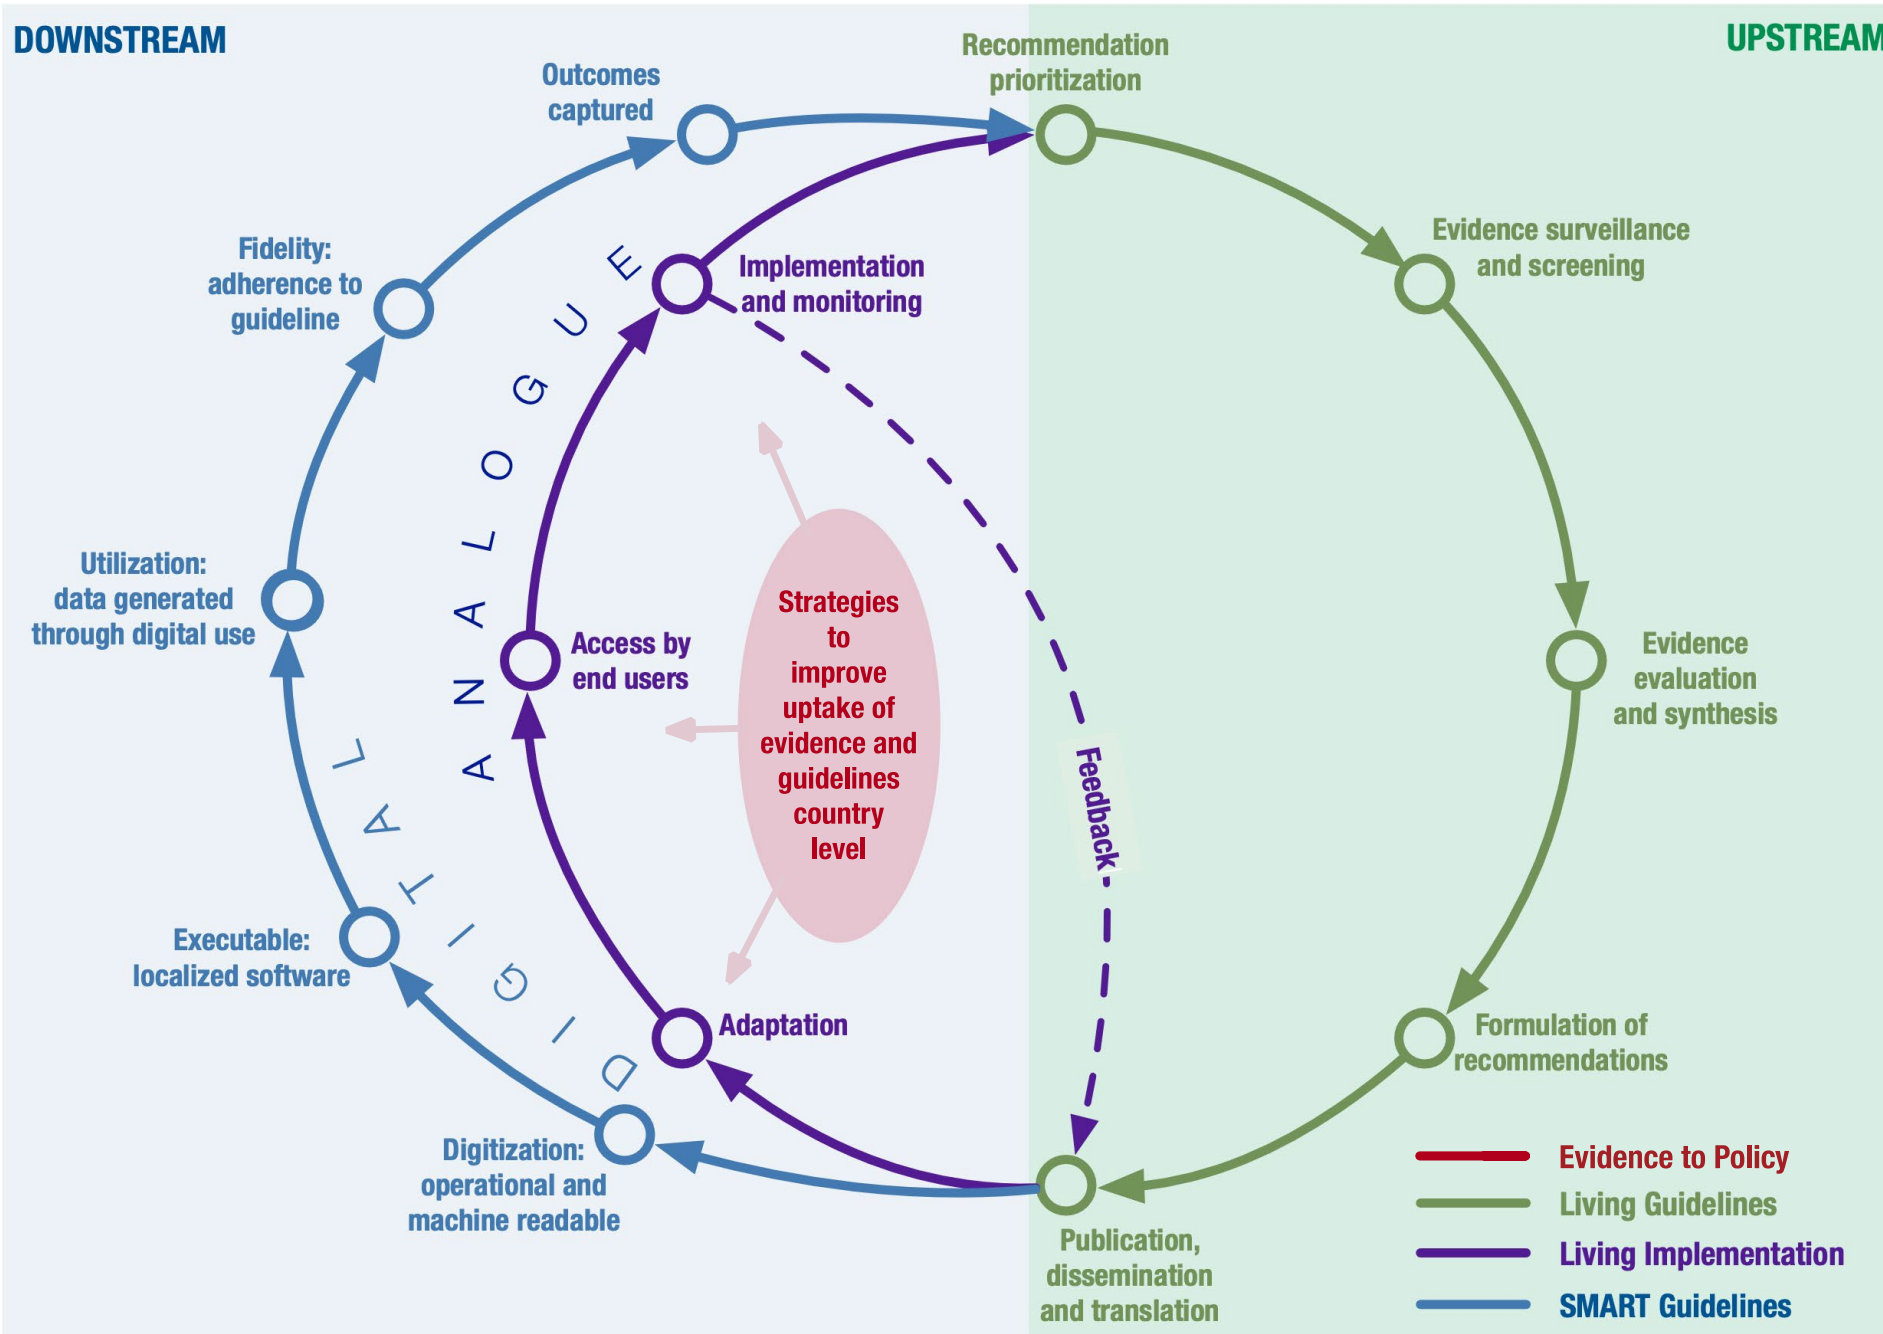 DOWNSTREAM
UPSTREAM
Recommendation
prioritization
Outcomes
captured
Evidence surveillance
and screening
Fidelity:
adherence to
guideline
Implementation
and monitoring
ANALOGUE
Utilization:
data generated
through digital use
Strategies
to
improve
uptake of
evidence and
guidelines
country
level
Access by
end users
Evidence
evaluation
and synthesis
Feedback
DIGITAL
Executable:
localized software
Adaptation
Formulation of
recommendations
Digitization:
operational and
machine readable
Publication,
dissemination
and translation
Evidence to Policy
Living Guidelines
Living Implementation
SMART Guidelines